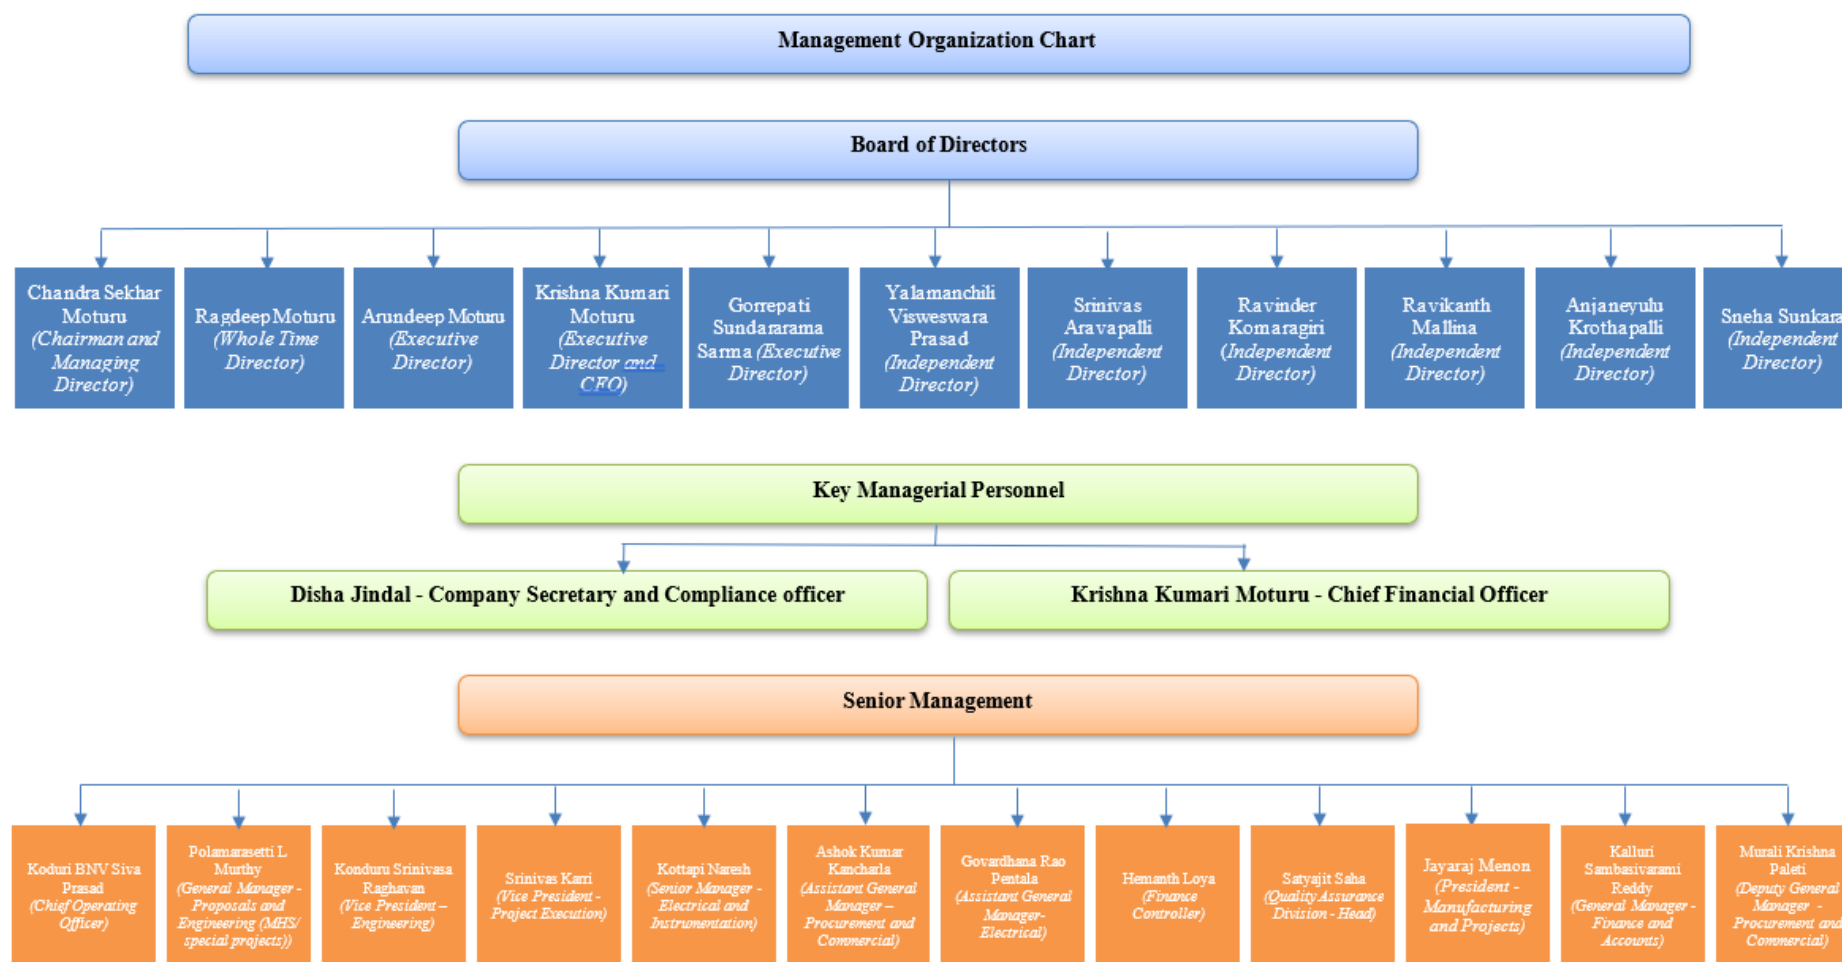 Management Organization Chart
Board of Directors
Chandra Sekhar
Moturu
(Chairman and
Managing
Director)
Ragdeep Moturu
(Whole Time
Director)
Arundeep Moturu
(Executive
Director)
Krishna Kumari
Moturu
(Executive
Director and
CFO)
Gorrepati
Sundararama
Sarma (Executive
Director)
Yalamanchili
Visweswara
Prasad
(Independent
Director)
Srinivas
Aravapalli
(Independent
Director)
Ravinder
Komaragiri
(Independent
Director)
Ravikanth
Mallina
(Independent
Director)
Anjaneyulu
Krothapalli
(Independent
Director)
Sneha Sunkara
(Independent
Director)
Key Managerial Personnel
Disha Jindal - Company Secretary and Compliance officer
Krishna Kumari Moturu - Chief Financial Officer
Senior Management
Koduri BNV Siva
Prasad
(Chief Operating
Officer)
Polamarasetti L
Murthy
(General Manager -
Proposals and
Engineering (MHS/
special projects))
Konduru Srinivasa
Raghavan
(Vice President –
Engineering)
Srinivas Karri
(Vice President -
Project Execution)
Kottapi Naresh
(Senior Manager -
Electrical and
Instrumentation)
Ashok Kumar
Kancharla
(Assistant General
Manager –
Procurement and
Commercial)
Govardhana Rao
Pentala
(Assistant General
Manager-
Electrical)
Hemanth Loya
(Finance
Controller)
Satyajit Saha
(Quality Assurance
Division - Head)
Jayaraj Menon
(President -
Manufacturing
and Projects)
Kalluri
Sambasivarami
Reddy
(General Manager -
Finance and
Accounts)
Murali Krishna
Paleti
(Deputy General
Manager -
Procurement and
Commercial)